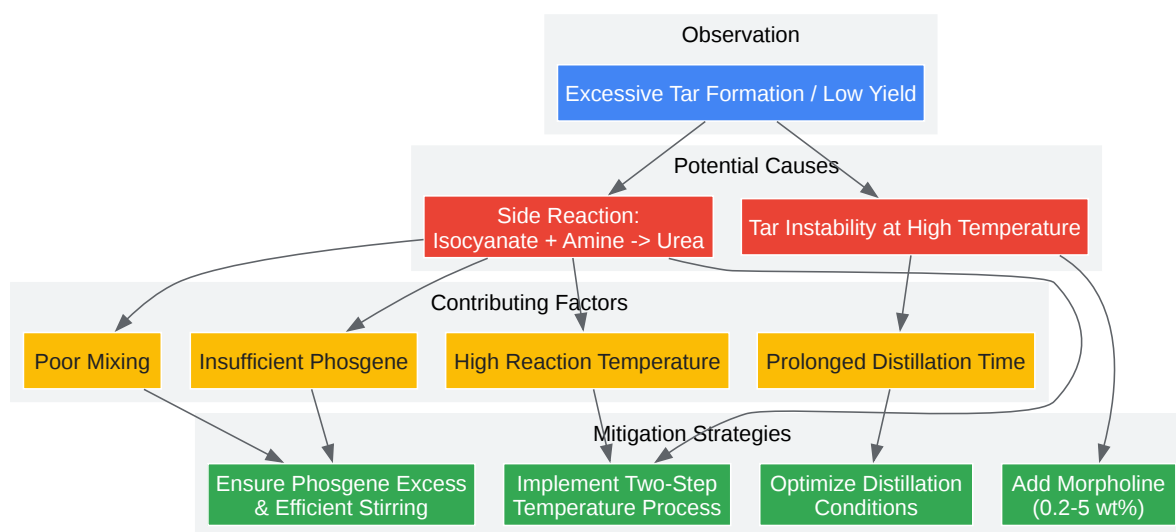 Observation
Excessive Tar Formation / Low Yield
Potential Causes
Side Reaction:
Isocyanate + Amine -> Urea
Tar Instability at High Temperature
Contributing Factors
Poor Mixing
Insufficient Phosgene
High Reaction Temperature
Prolonged Distillation Time
Mitigation Strategies
Ensure Phosgene Excess
& Efficient Stirring
Implement Two-Step
Temperature Process
Optimize Distillation
Conditions
Add Morpholine
(0.2-5 wt%)